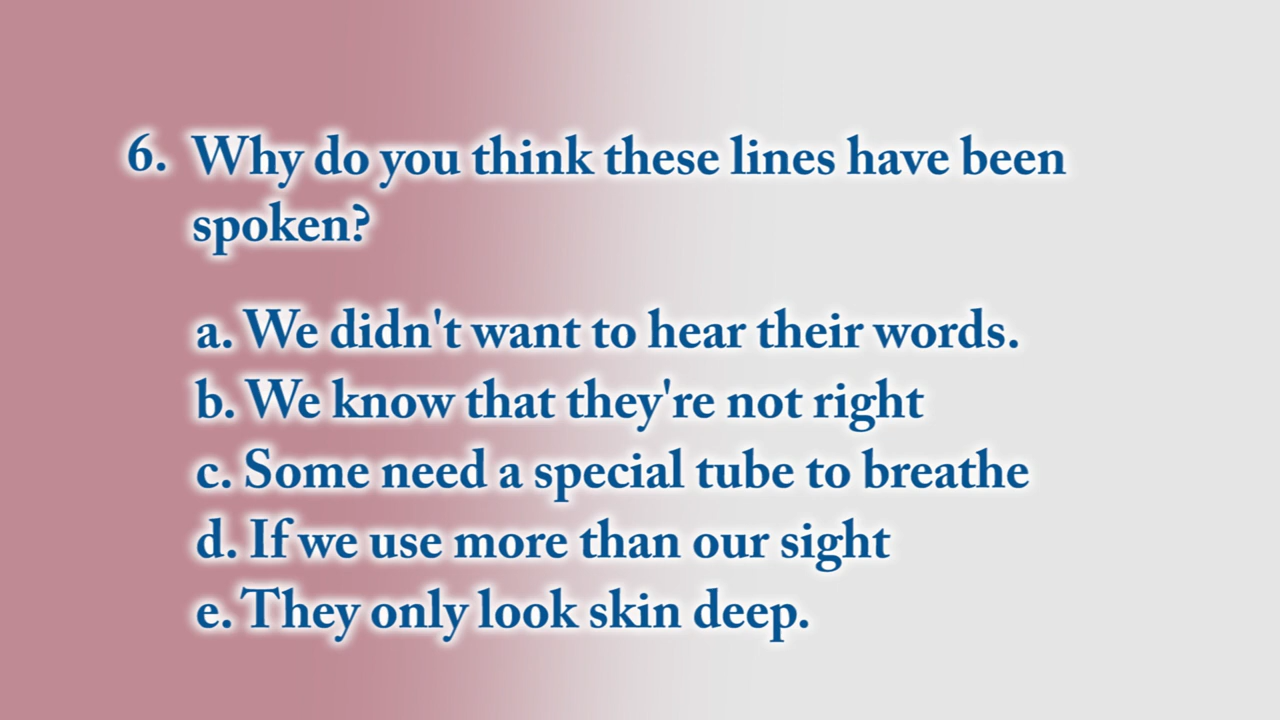 6. Why do you think these lines have been
spoken?
a. We didn't want to hear their words.
b. We know that they're not right
c. Some need a special tube to breathe
d. If we use more than our sight
e. They only look skin deep.